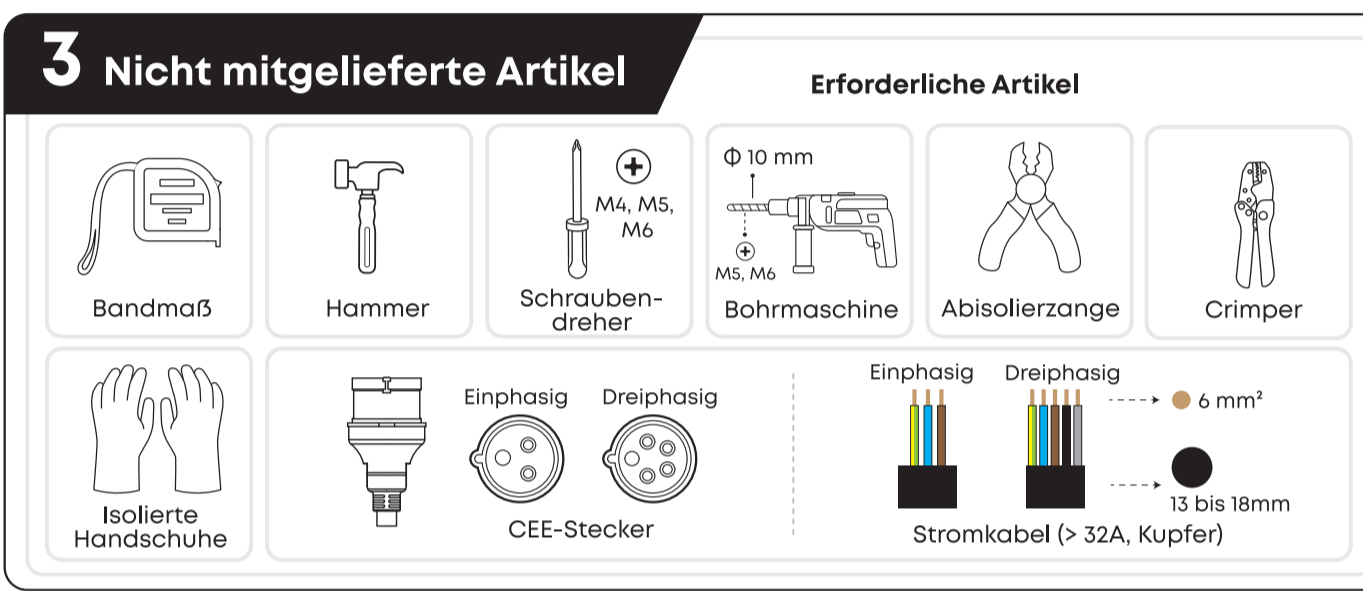 3 Nicht mitgelieferte Artikel
Erforderliche Artikel
Bandmaß
Hammer
M4, M5,
M6
Schrauben-
dreher
Φ 10 mm
M5, M6
Bohrmaschine
Abisolierzange
Crimper
Isolierte
Handschuhe
Einphasig
Dreiphasig
CEE-Stecker
Einphasig
Dreiphasig
6 mm²
13 bis 18mm
Stromkabel (> 32A, Kupfer)